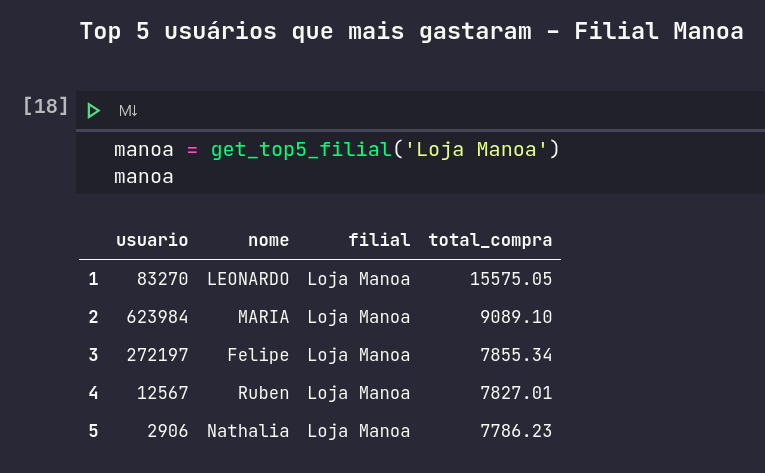 Top 5 usuários que mais gastaram - Filial Manoa
[18] M↓
manoa = get_top5_filial('Loja Manoa')
manoa
usuario nome filial total_compra
1 83270 LEONARDO Loja Manoa 15575.05
2 623984 MARIA Loja Manoa 9089.10
3 272197 Felipe Loja Manoa 7855.34
4 12567 Ruben Loja Manoa 7827.01
5 2906 Nathalia Loja Manoa 7786.23